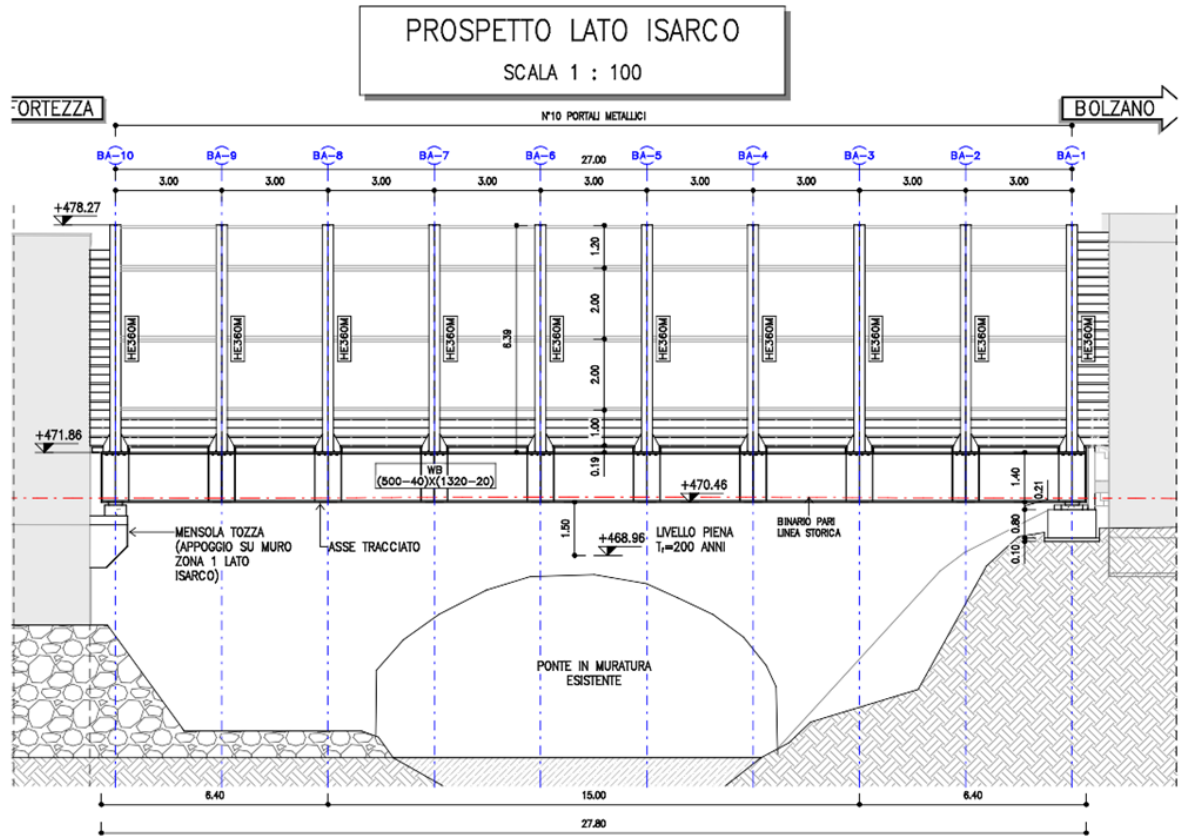 PROSPETTO LATO ISARCO
SCALA 1 : 100
FORTEZZA
BOLZANO
N°10 PORTALI METALLICI
BA-10 BA-9 BA-8 BA-7 BA-6 BA-5 BA-4 BA-3 BA-2 BA-1
27.00
3.00 3.00 3.00 3.00 3.00 3.00 3.00 3.00 3.00
+478.27
1.20
2.00
HE360M HE360M HE360M HE360M HE360M HE360M HE360M HE360M HE360M HE360M
6.39
2.00
1.00
+471.86
0.19
WB
(500-40)X(1320-20)
1.40
+470.46
0.21
1.50
BINARIO PARI
LINEA STORICA
0.80
0.10
MENSOLA TOZZA
(APPOGGIO SU MURO
ZONA 1 LATO
ISARCO)
ASSE TRACCIATO
+468.96
LIVELLO PIENA
Tr=200 ANNI
PONTE IN MURATURA
ESISTENTE
6.40 15.00 6.40
27.80